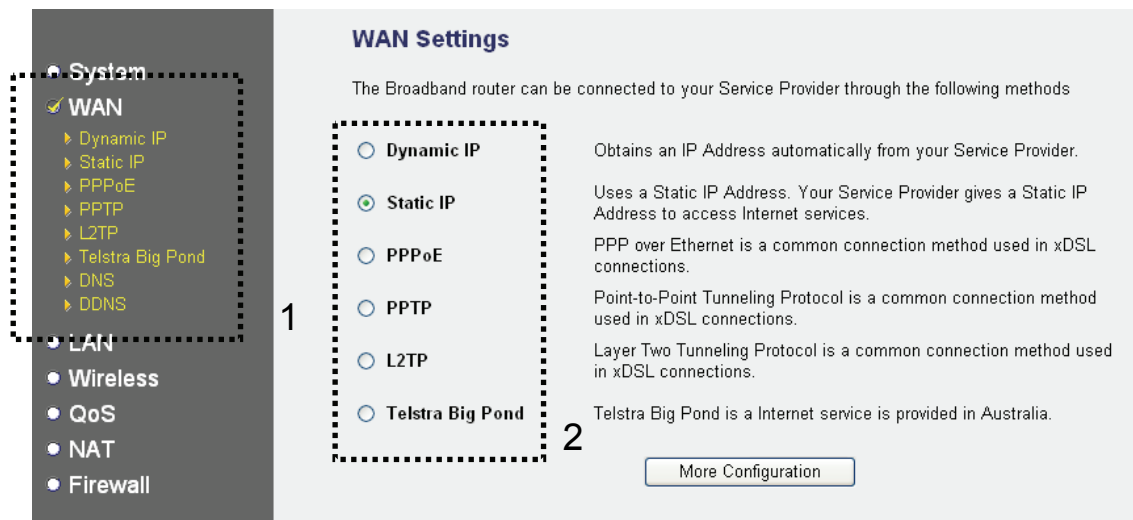 System
WAN
Dynamic IP
Static IP
PPPoE
PPTP
L2TP
Telstra Big Pond
DNS
DDNS
LAN
Wireless
QoS
NAT
Firewall
1
WAN Settings
The Broadband router can be connected to your Service Provider through the following methods
Dynamic IP
Obtains an IP Address automatically from your Service Provider.
Static IP
Uses a Static IP Address. Your Service Provider gives a Static IP
Address to access Internet services.
PPPoE
PPP over Ethernet is a common connection method used in xDSL
connections.
PPTP
Point-to-Point Tunneling Protocol is a common connection method
used in xDSL connections.
L2TP
Layer Two Tunneling Protocol is a common connection method used
in xDSL connections.
Telstra Big Pond
Telstra Big Pond is a Internet service is provided in Australia.
2
More Configuration